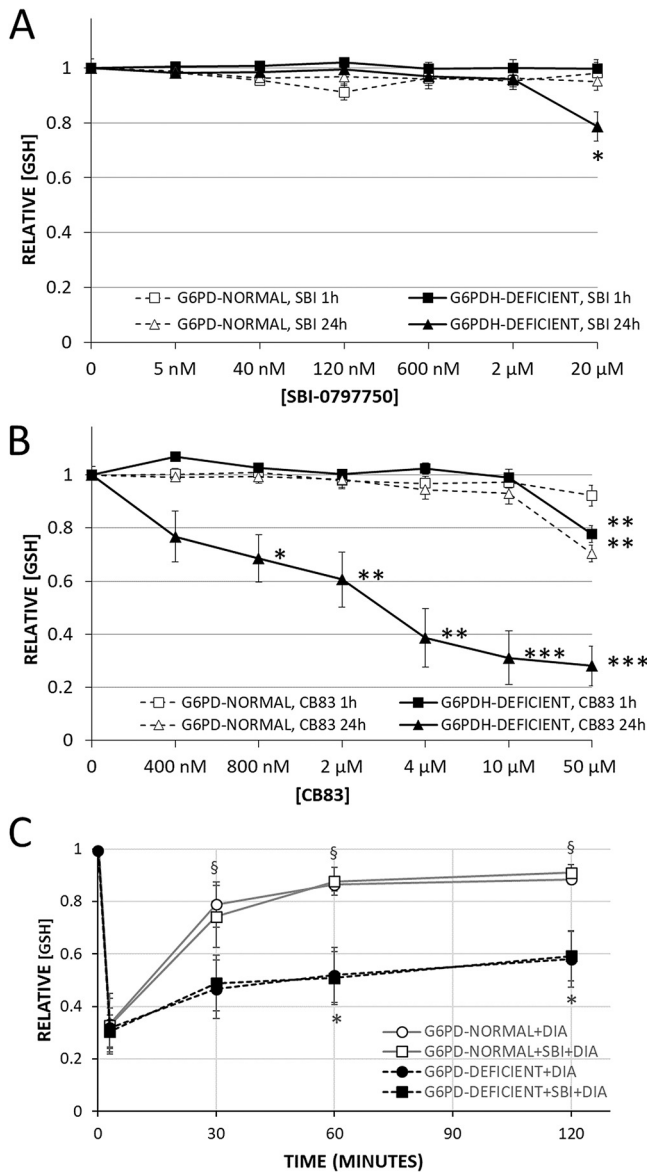 A
RELATIVE [GSH]
1
0.8
0.6
0.4
0.2
0
*
G6PD-NORMAL, SBI 1h
G6PDH-DEFICIENT, SBI 1h
G6PD-NORMAL, SBI 24h
G6PDH-DEFICIENT, SBI 24h
0 5 nM 40 nM 120 nM 600 nM 2 µM 20 µM
[SBI-0797750]
B
RELATIVE [GSH]
1
0.8
0.6
0.4
0.2
0
**
**
*
**
**
***
***
G6PD-NORMAL, CB83 1h
G6PDH-DEFICIENT, CB83 1h
G6PD-NORMAL, CB83 24h
G6PDH-DEFICIENT, CB83 24h
0 400 nM 800 nM 2 µM 4 µM 10 µM 50 µM
[CB83]
C
RELATIVE [GSH]
1
0.8
0.6
0.4
0.2
0
§ § §
* *
G6PD-NORMAL+DIA
G6PD-NORMAL+SBI+DIA
G6PD-DEFICIENT+DIA
G6PD-DEFICIENT+SBI+DIA
0 30 60 90 120
TIME (MINUTES)